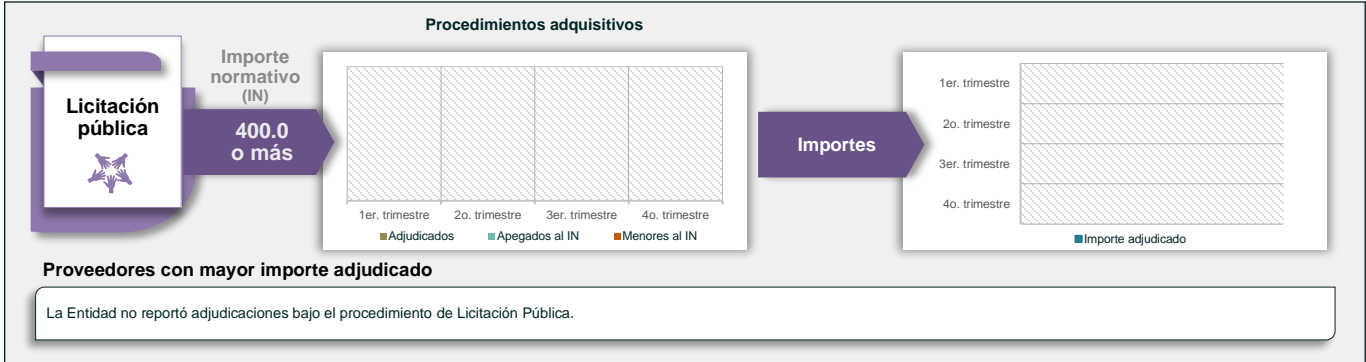 Procedimientos adquisitivos
Licitación
pública
Importe
normativo
(IN)
400.0
o más
1er. trimestre 2o. trimestre 3er. trimestre 4o. trimestre
Adjudicados Apegados al IN Menores al IN
Importes
1er. trimestre
2o. trimestre
3er. trimestre
4o. trimestre
Importe adjudicado
Proveedores con mayor importe adjudicado
La Entidad no reportó adjudicaciones bajo el procedimiento de Licitación Pública.